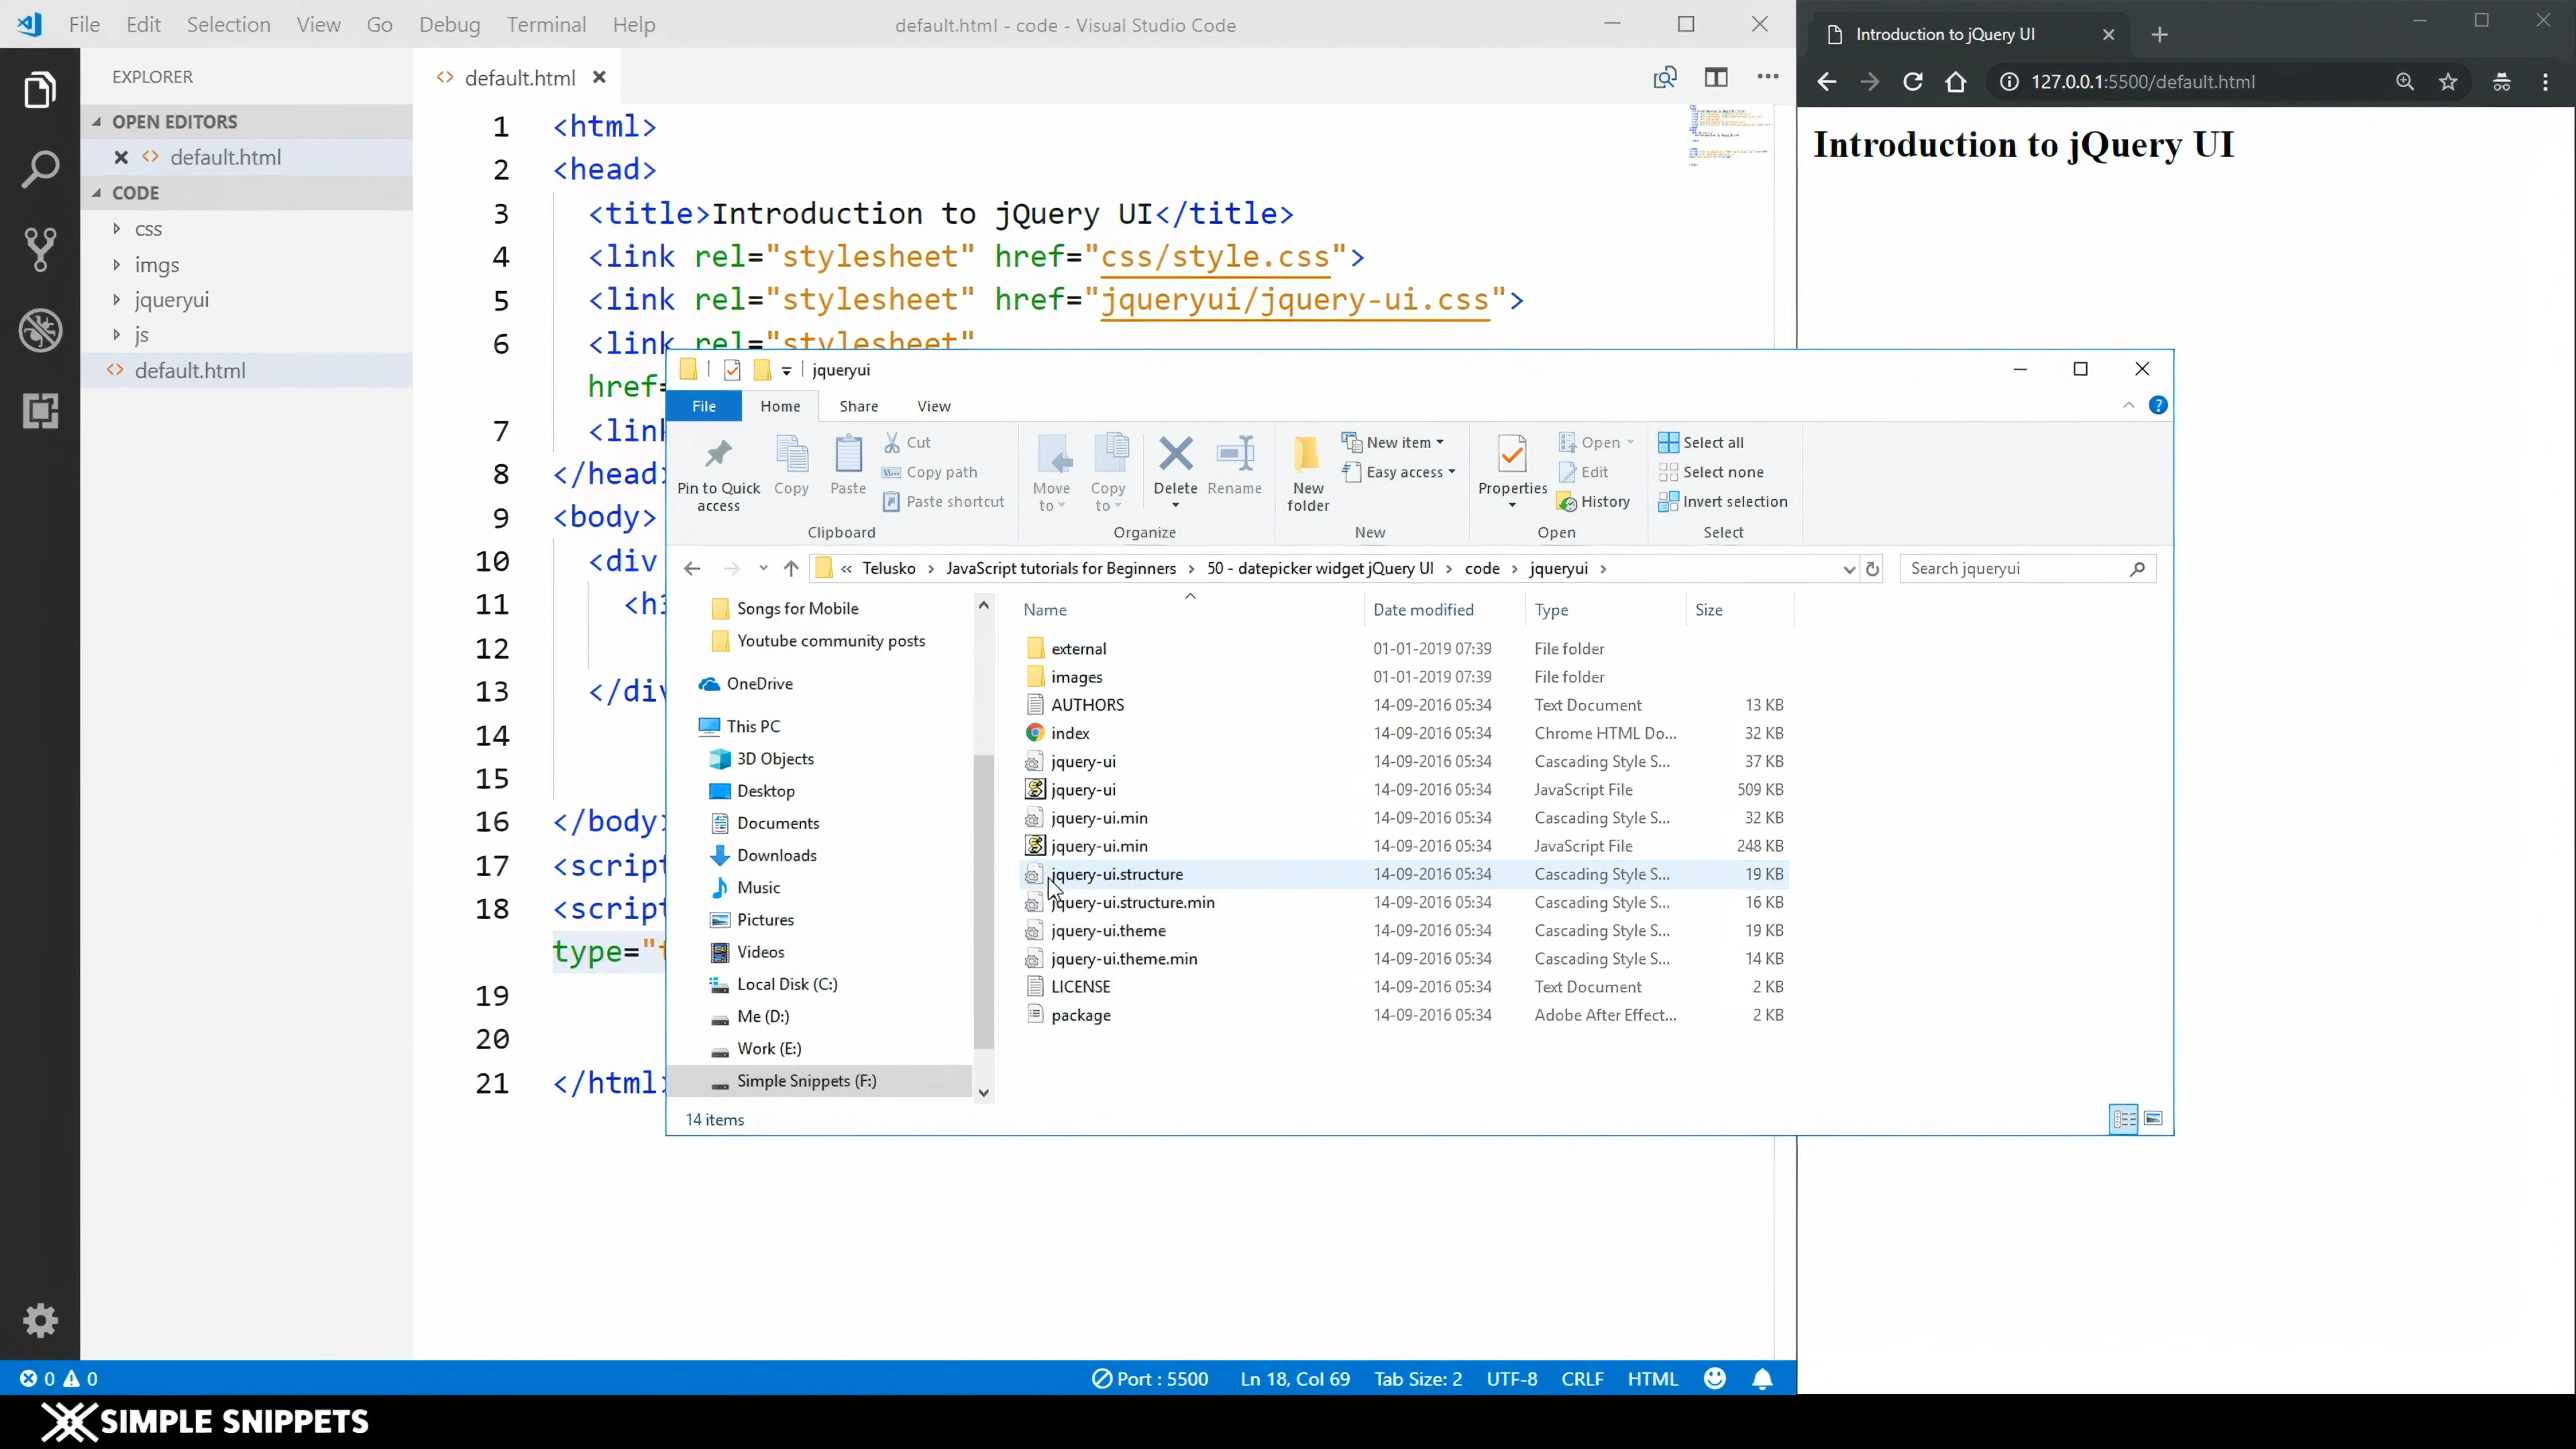 File Edit Selection View Go Debug Terminal Help
default.html - code - Visual Studio Code
EXPLORER
OPEN EDITORS
default.html
CODE
css
imgs
jqueryui
js
default.html
default.html
1 <html>
2 <head>
3 <title>Introduction to jQuery UI</title>
4 <link rel="stylesheet" href="css/style.css">
5 <link rel="stylesheet" href="jqueryui/jquery-ui.css">
6 <link rel="stylesheet"
href=
7 <link
8 </head>
9 <body>
10 <div
11 <h
12
13 </div
14
15
16 </body>
17 <script
18 <script
type="
19
20
21 </html>
jqueryui
File Home Share View
Pin to Quick access
Copy
Paste
Cut
Copy path
Paste shortcut
Clipboard
Move to
Copy to
Delete
Rename
Organize
New folder
New item
Easy access
New
Properties
Open
Edit
History
Open
Select all
Select none
Invert selection
Select
« Telusko › JavaScript tutorials for Beginners › 50 - datepicker widget jQuery UI › code › jqueryui ›
Search jqueryui
Songs for Mobile
Youtube community posts
OneDrive
This PC
3D Objects
Desktop
Documents
Downloads
Music
Pictures
Videos
Local Disk (C:)
Me (D:)
Work (E:)
Simple Snippets (F:)
Name Date modified Type Size
external 01-01-2019 07:39 File folder
images 01-01-2019 07:39 File folder
AUTHORS 14-09-2016 05:34 Text Document 13 KB
index 14-09-2016 05:34 Chrome HTML Do... 32 KB
jquery-ui 14-09-2016 05:34 Cascading Style S... 37 KB
jquery-ui 14-09-2016 05:34 JavaScript File 509 KB
jquery-ui.min 14-09-2016 05:34 Cascading Style S... 32 KB
jquery-ui.min 14-09-2016 05:34 JavaScript File 248 KB
jquery-ui.structure 14-09-2016 05:34 Cascading Style S... 19 KB
jquery-ui.structure.min 14-09-2016 05:34 Cascading Style S... 16 KB
jquery-ui.theme 14-09-2016 05:34 Cascading Style S... 19 KB
jquery-ui.theme.min 14-09-2016 05:34 Cascading Style S... 14 KB
LICENSE 14-09-2016 05:34 Text Document 2 KB
package 14-09-2016 05:34 Adobe After Effect... 2 KB
14 items
0 0
Port : 5500 Ln 18, Col 69 Tab Size: 2 UTF-8 CRLF HTML
Introduction to jQuery UI
127.0.0.1:5500/default.html
Introduction to jQuery UI
SIMPLE SNIPPETS